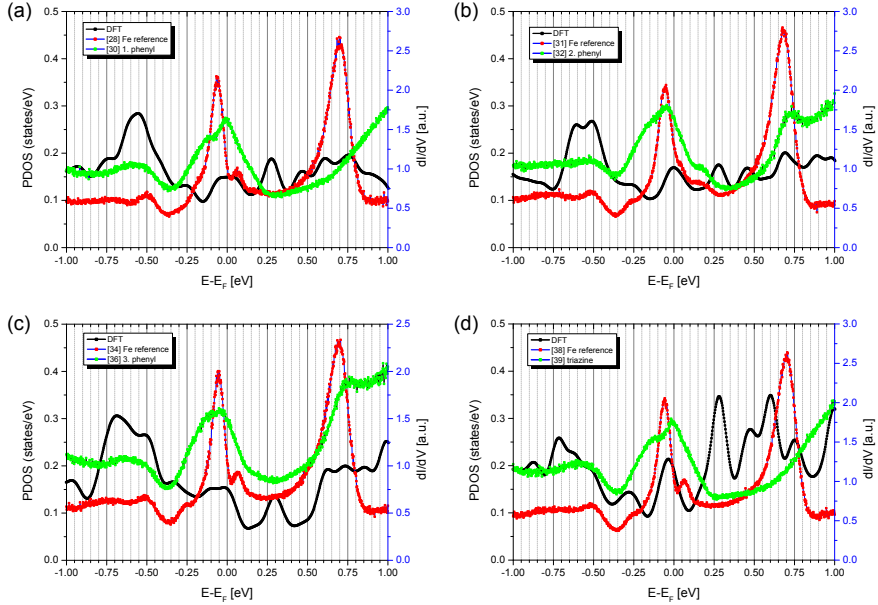 (a)
DFT
[28] Fe reference
[30] 1. phenyl
PDOS (states/eV)
0.5
0.4
0.3
0.2
0.1
0.0
3.0
2.5
2.0
1.5
1.0
0.5
0.0
dI/dV [a.u.]
-1.00 -0.75 -0.50 -0.25 0.00 0.25 0.50 0.75 1.00
E-E_F [eV]
(b)
DFT
[31] Fe reference
[32] 2. phenyl
PDOS (states/eV)
0.5
0.4
0.3
0.2
0.1
0.0
3.0
2.5
2.0
1.5
1.0
0.5
0.0
dI/dV [a.u.]
-1.00 -0.75 -0.50 -0.25 0.00 0.25 0.50 0.75 1.00
E-E_F [eV]
(c)
DFT
[34] Fe reference
[36] 3. phenyl
PDOS (states/eV)
0.5
0.4
0.3
0.2
0.1
0.0
2.5
2.0
1.5
1.0
0.5
0.0
dI/dV [a.u.]
-1.00 -0.75 -0.50 -0.25 0.00 0.25 0.50 0.75 1.00
E-E_F [eV]
(d)
DFT
[38] Fe reference
[39] triazine
PDOS (states/eV)
0.5
0.4
0.3
0.2
0.1
0.0
3.0
2.5
2.0
1.5
1.0
0.5
0.0
dI/dV [a.u.]
-1.00 -0.75 -0.50 -0.25 0.00 0.25 0.50 0.75 1.00
E-E_F [eV]